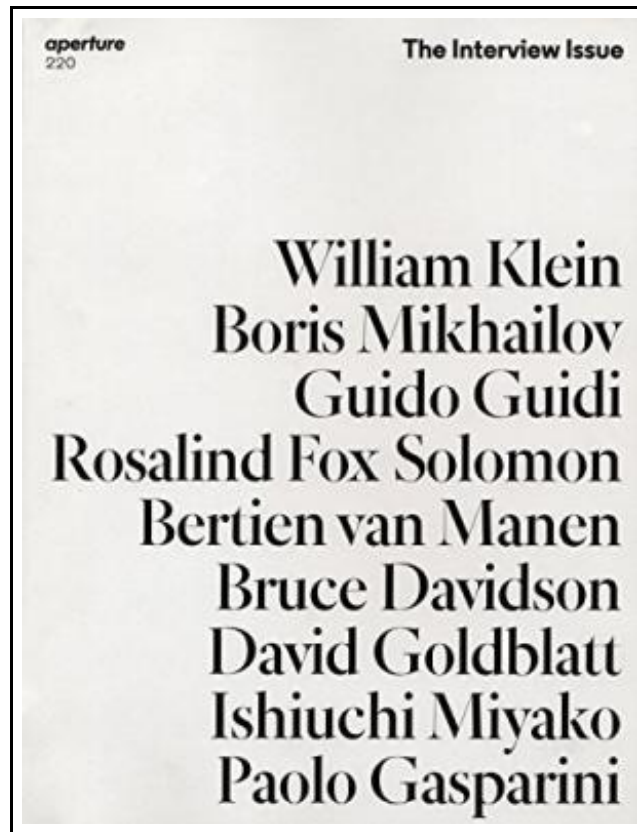 aperture
220
The Interview Issue
William Klein
Boris Mikhailov
Guido Guidi
Rosalind Fox Solomon
Bertien van Manen
Bruce Davidson
David Goldblatt
Ishiuchi Miyako
Paolo Gasparini